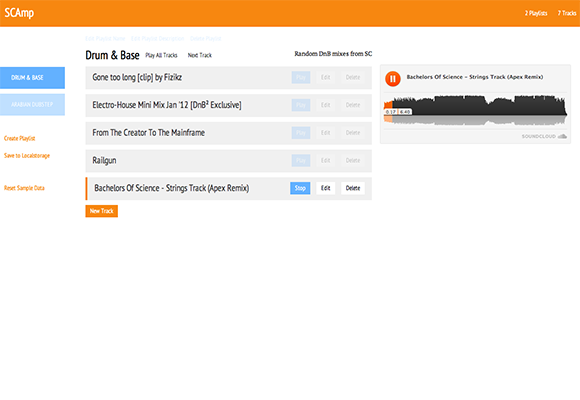 SCAmp
2 Playlists 7 Tracks
Edit Playlist Name Edit Playlist Description Delete Playlist
Drum & Base Play All Tracks Next Track Random DnB mixes from SC
DRUM & BASE
ARABIAN DUBSTEP
Create Playlist
Save to Localstorage
Reset Sample Data
Gone too long [clip] by Fizikz Play Edit Delete
Electro-House Mini Mix Jan '12 [DnB² Exclusive] Play Edit Delete
From The Creator To The Mainframe Play Edit Delete
Railgun Play Edit Delete
Bachelors Of Science - Strings Track (Apex Remix) Stop Edit Delete
New Track
Bachelors Of Science - Strings Track (Apex Remix)
0.17 | 6.40
SOUNDCLOUD